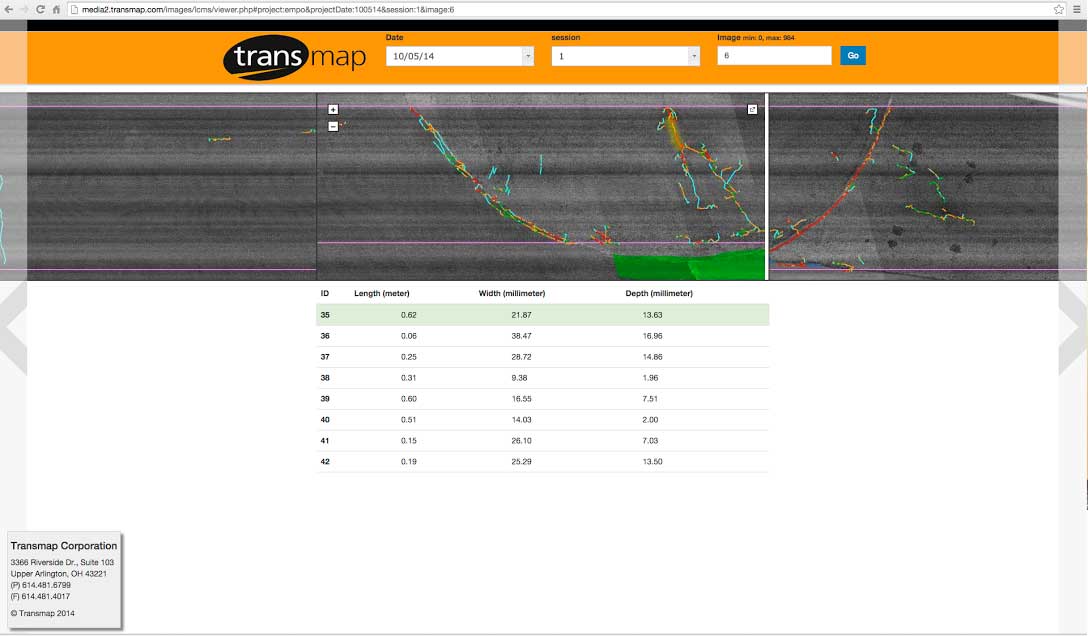 media2.transmap.com/images/lcms/viewer.php#project:empo&projectDate:100514&session:1&image:6
transmap
Date
session
Image min: 0, max: 984
10/05/14
1
6
Go
ID Length (meter) Width (millimeter) Depth (millimeter)
35 0.62 21.87 13.63
36 0.06 38.47 16.96
37 0.25 28.72 14.86
38 0.31 9.38 1.96
39 0.60 16.55 7.51
40 0.51 14.03 2.00
41 0.15 26.10 7.03
42 0.19 25.29 13.50
Transmap Corporation
3366 Riverside Dr., Suite 103
Upper Arlington, OH 43221
(P) 614.481.6799
(F) 614.481.4017
© Transmap 2014